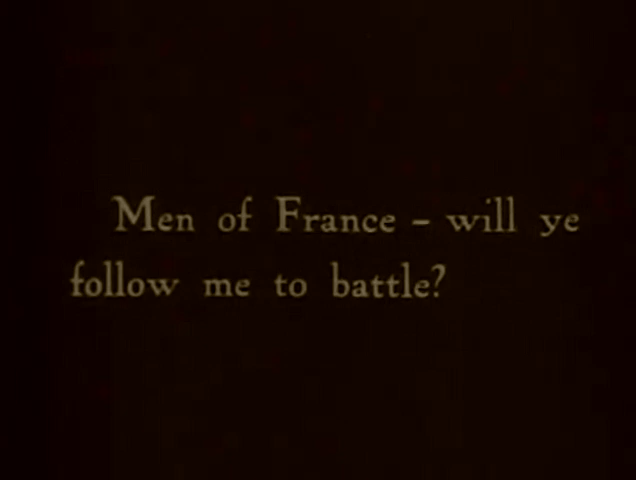 Men of France – will ye
follow me to battle?